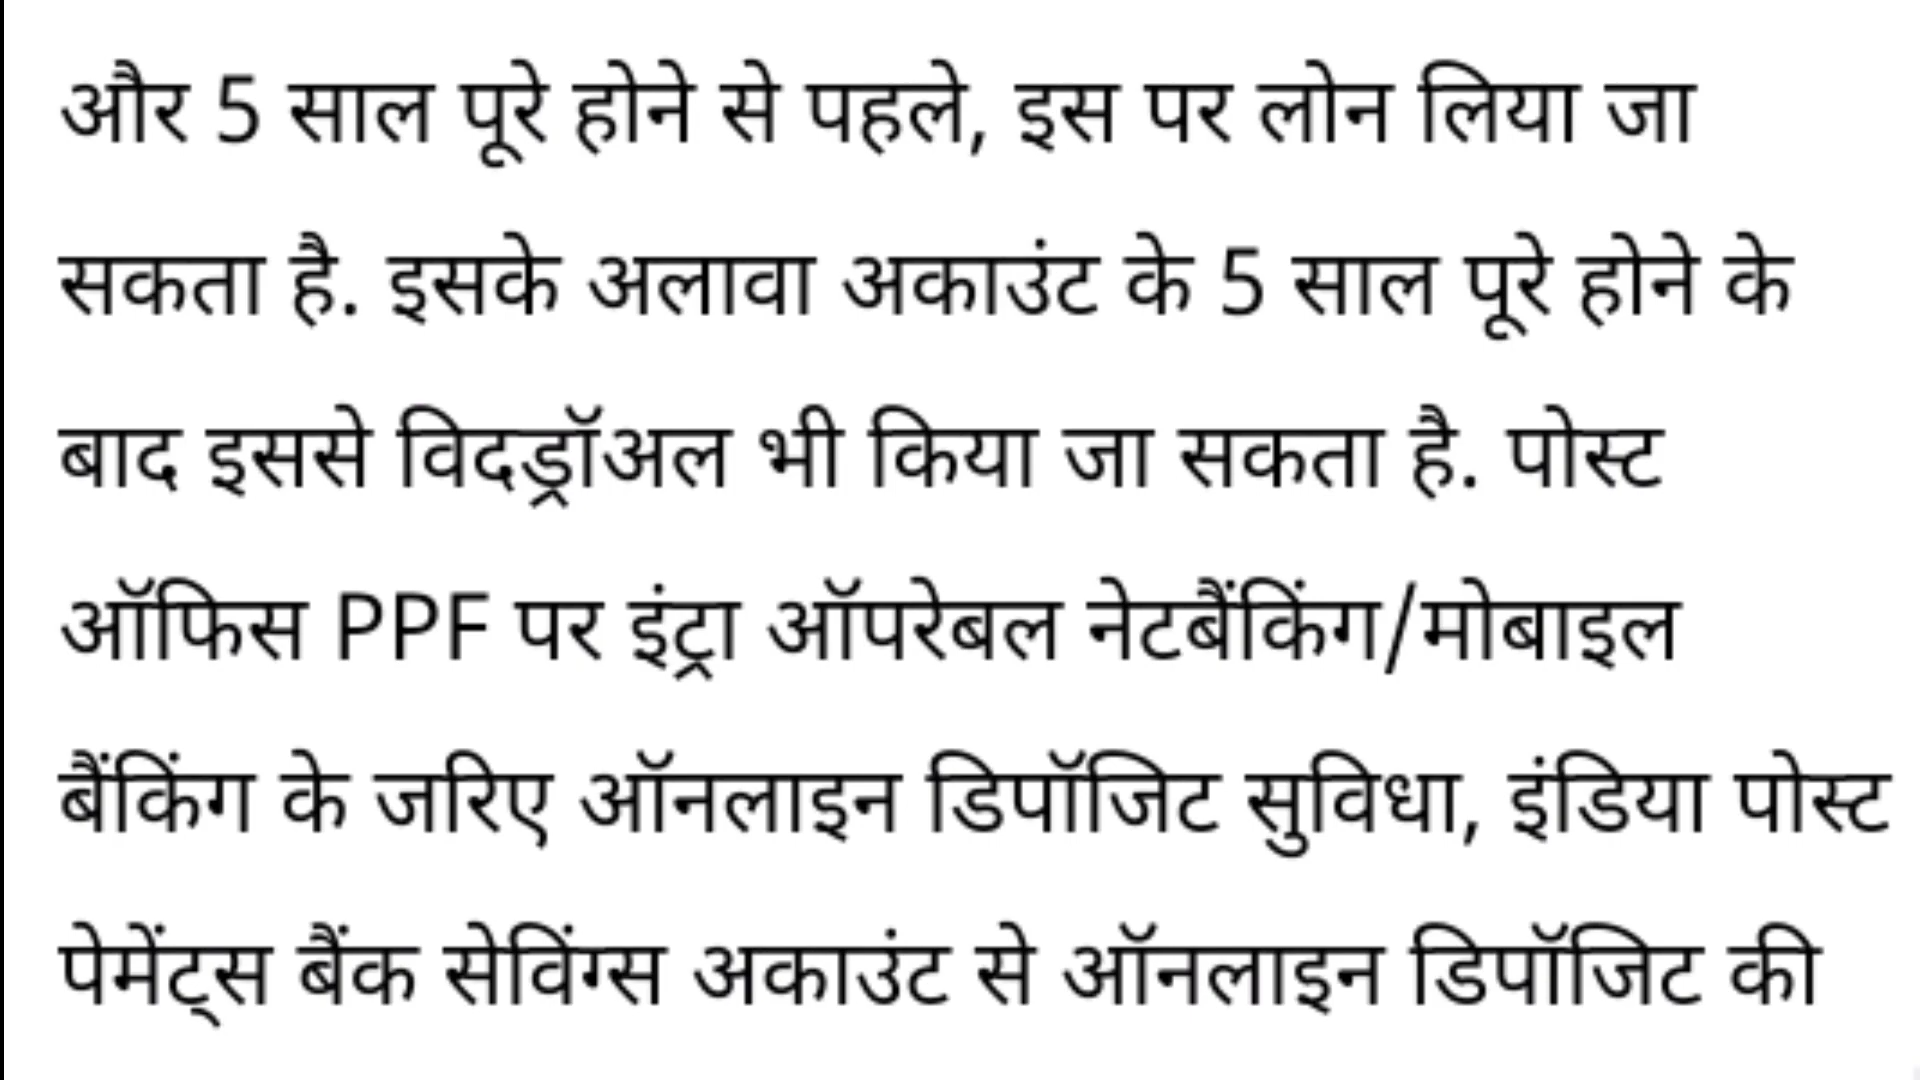 और 5 साल पूरे होने से पहले, इस पर लोन लिया जा
सकता है. इसके अलावा अकाउंट के 5 साल पूरे होने के
बाद इससे विदड्रॉअल भी किया जा सकता है. पोस्ट
ऑफिस PPF पर इंट्रा ऑपरेबल नेटबैंकिंग/मोबाइल
बैंकिंग के जरिए ऑनलाइन डिपॉजिट सुविधा, इंडिया पोस्ट
पेमेंट्स बैंक सेविंग्स अकाउंट से ऑनलाइन डिपॉजिट की